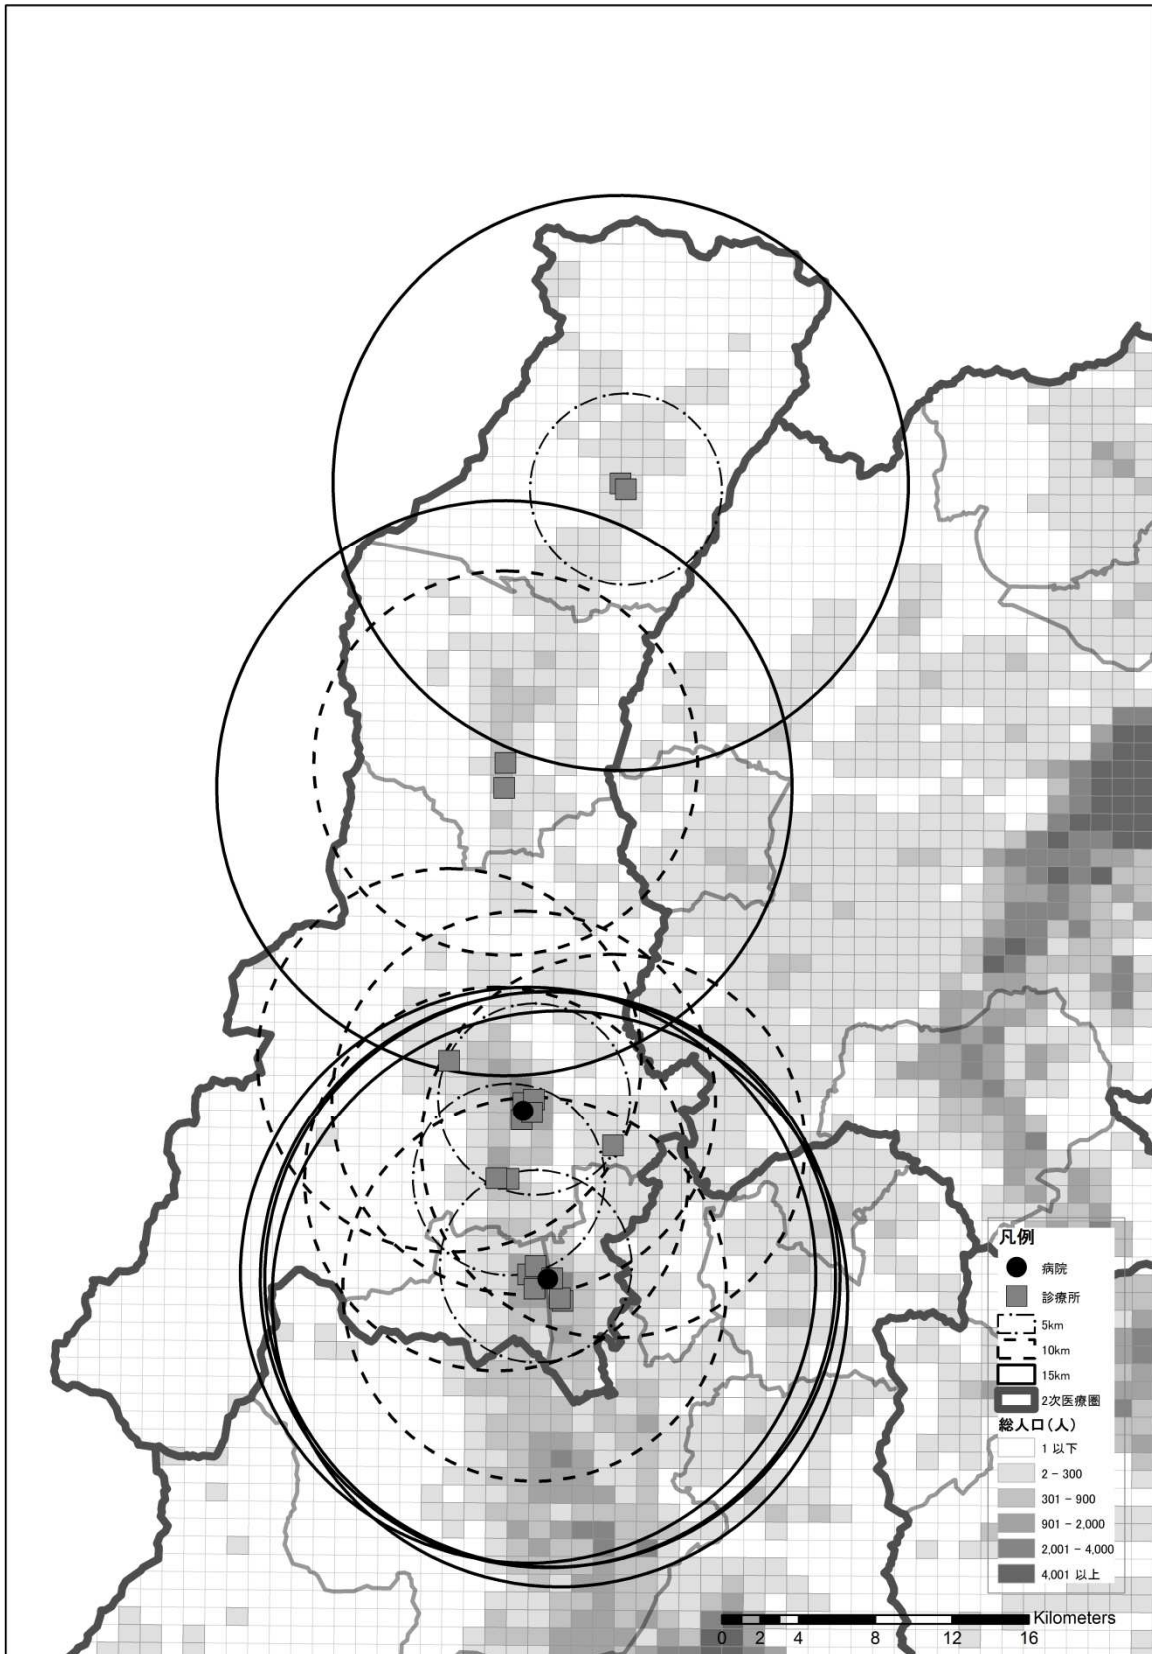 凡例
病院
診療所
5km
10km
15km
2次医療圏
総人口(人)
1 以下
2 - 300
301 - 900
901 - 2,000
2,001 - 4,000
4,001 以上
Kilometers
0 2 4 8 12 16